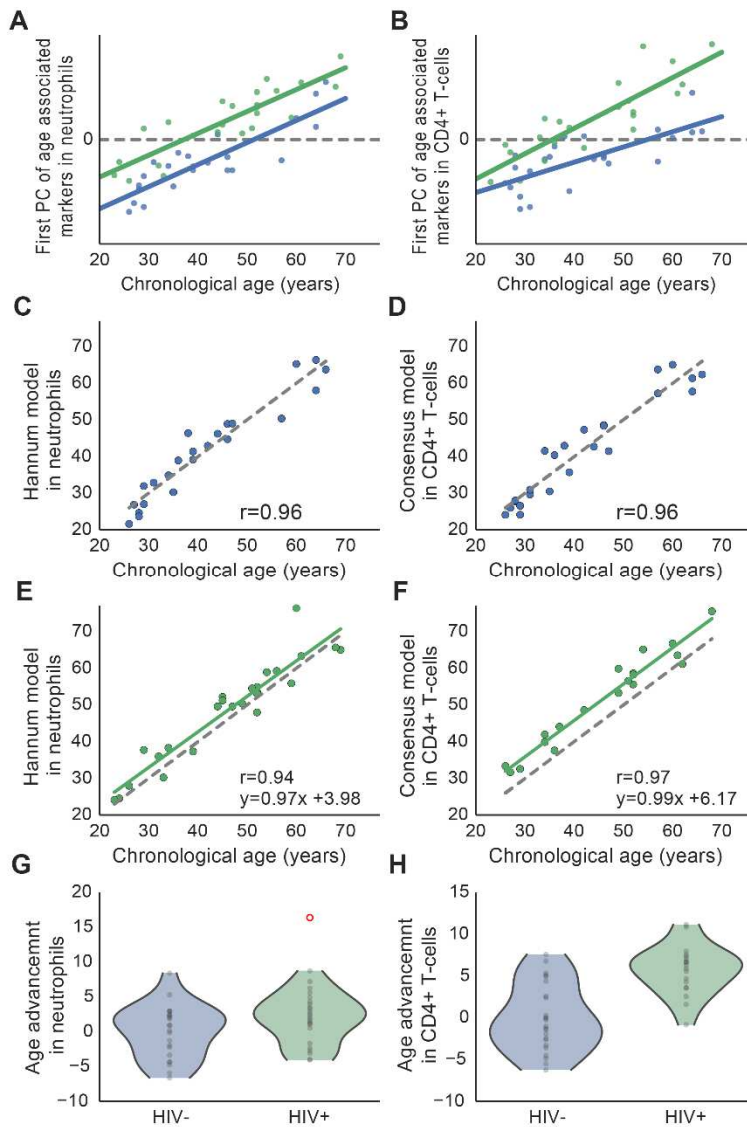 A
B
First PC of age associated
markers in neutrophils
0
20 30 40 50 60 70
Chronological age (years)
First PC of age associated
markers in CD4+ T-cells
0
20 30 40 50 60 70
Chronological age (years)
C
D
Hannum model
in neutrophils
70
60
50
40
30
20
r=0.96
20 30 40 50 60 70
Chronological age (years)
Consensus model
in CD4+ T-cells
70
60
50
40
30
20
r=0.96
20 30 40 50 60 70
Chronological age (years)
E
F
Hannum model
in neutrophils
70
60
50
40
30
20
r=0.94
y=0.97x +3.98
20 30 40 50 60 70
Chronological age (years)
Consensus model
in CD4+ T-cells
70
60
50
40
30
20
r=0.97
y=0.99x +6.17
20 30 40 50 60 70
Chronological age (years)
G
H
Age advancemnt
in neutrophils
20
15
10
5
0
−5
−10
HIV- HIV+
Age advancemnt
in CD4+ T-cells
15
10
5
0
−5
−10
HIV- HIV+